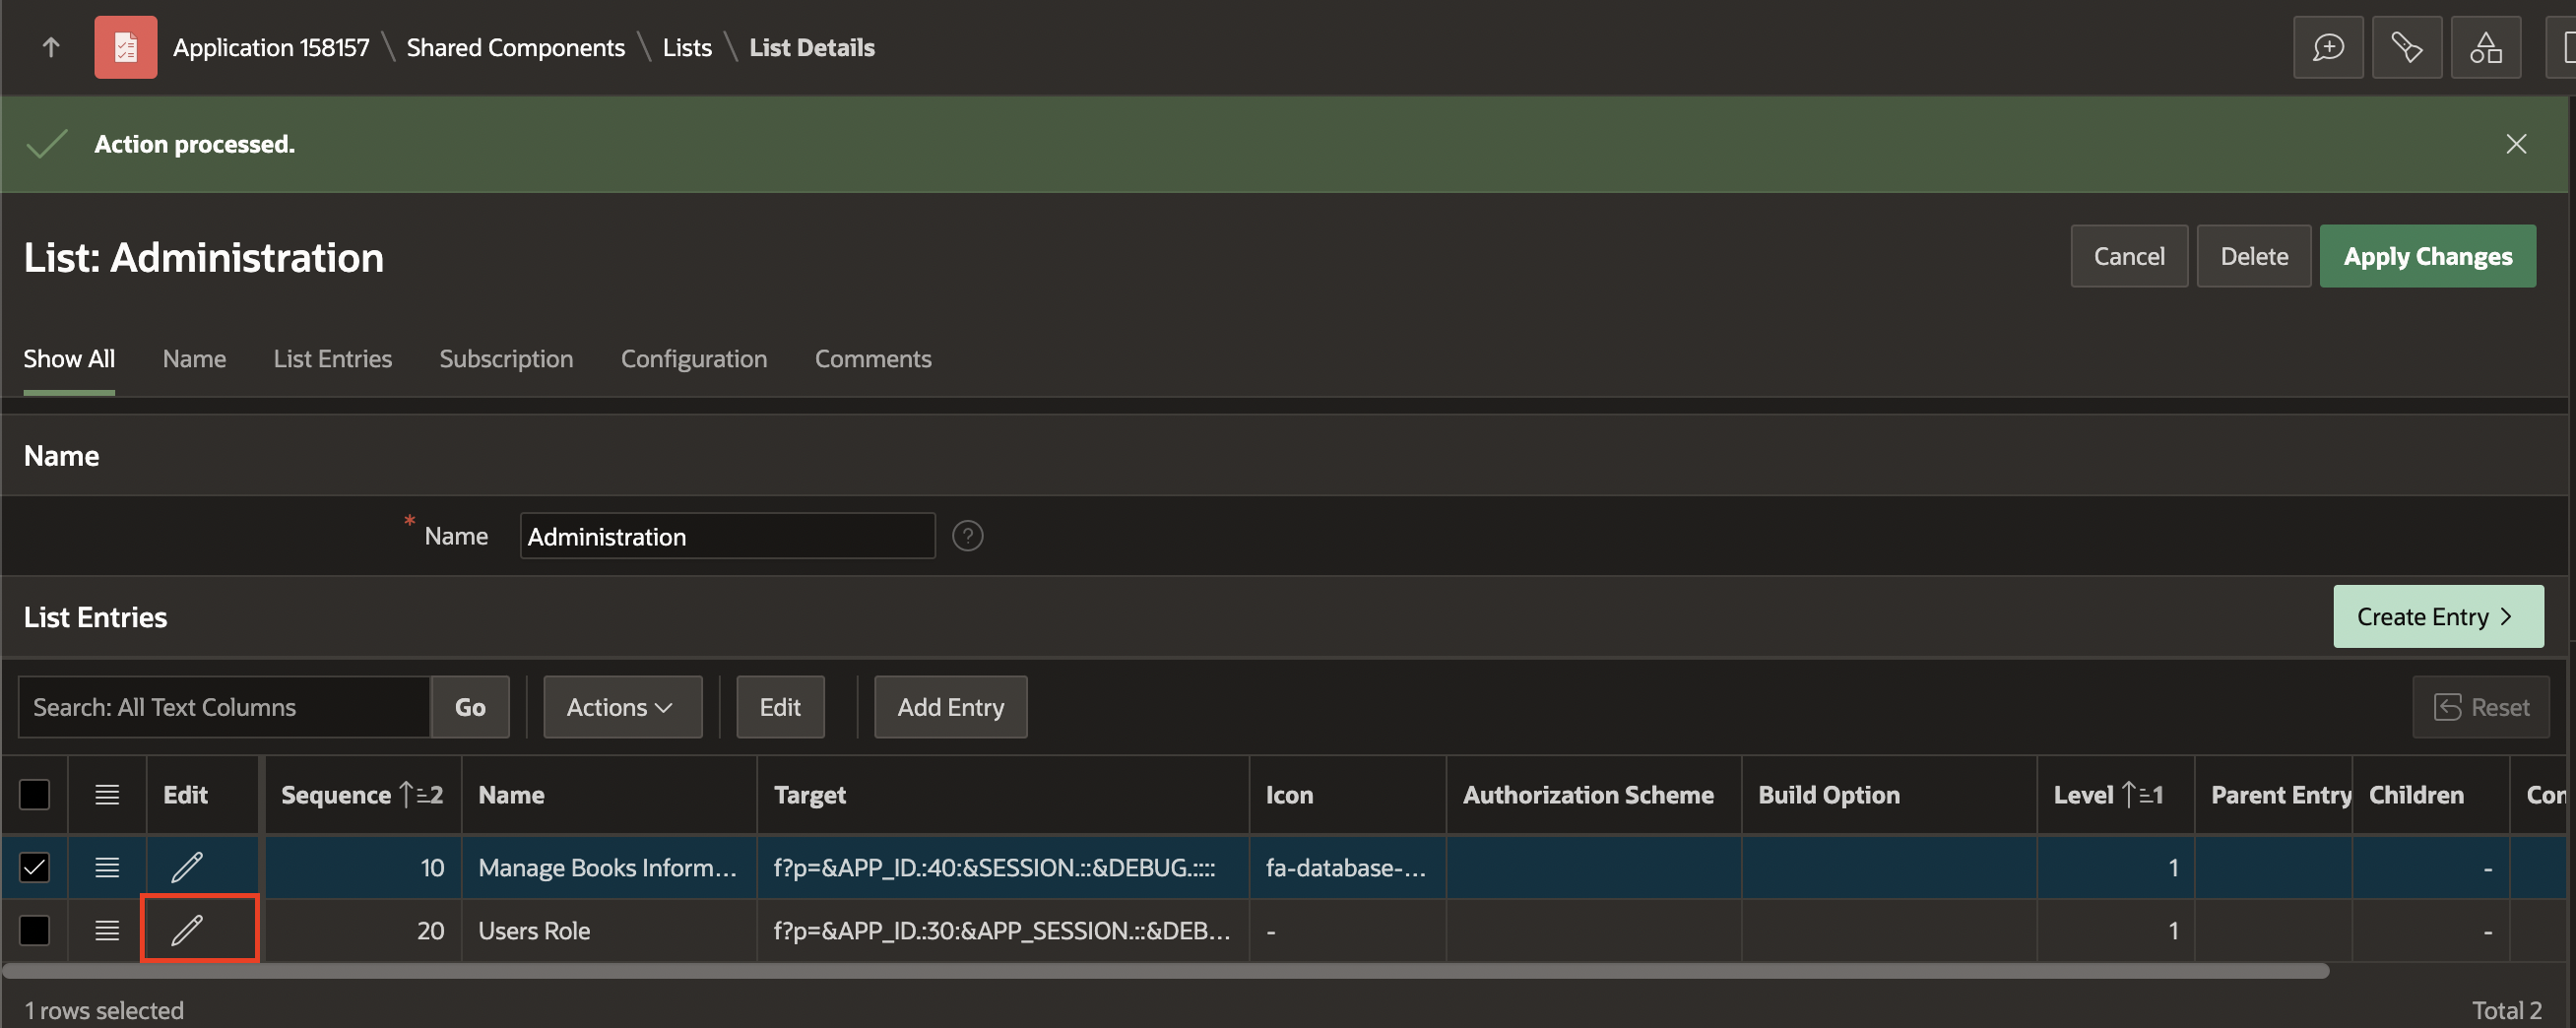 Application 158157 \ Shared Components \ Lists \ List Details
Action processed.
List: Administration
Cancel
Delete
Apply Changes
Show All
Name
List Entries
Subscription
Configuration
Comments
Name
* Name
Administration
?
List Entries
Create Entry
Search: All Text Columns
Go
Actions
Edit
Add Entry
Reset
Edit Sequence 2 Name Target Icon Authorization Scheme Build Option Level 1 Parent Entry Children Con
10 Manage Books Inform... f?p=&APP_ID.:40:&SESSION.::&DEBUG.:::: fa-database-... 1 -
20 Users Role f?p=&APP_ID.:30:&APP_SESSION.::&DEB... - 1 -
1 rows selected
Total 2